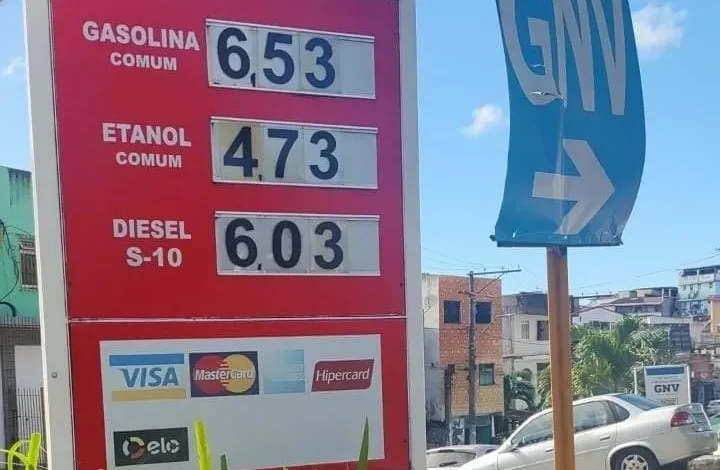 GASOLINA
COMUM
6,53
ETANOL
COMUM
4,73
DIESEL
S-10
6,03
VISA
MasterCard
Hipercard
elo
GNV
GNV